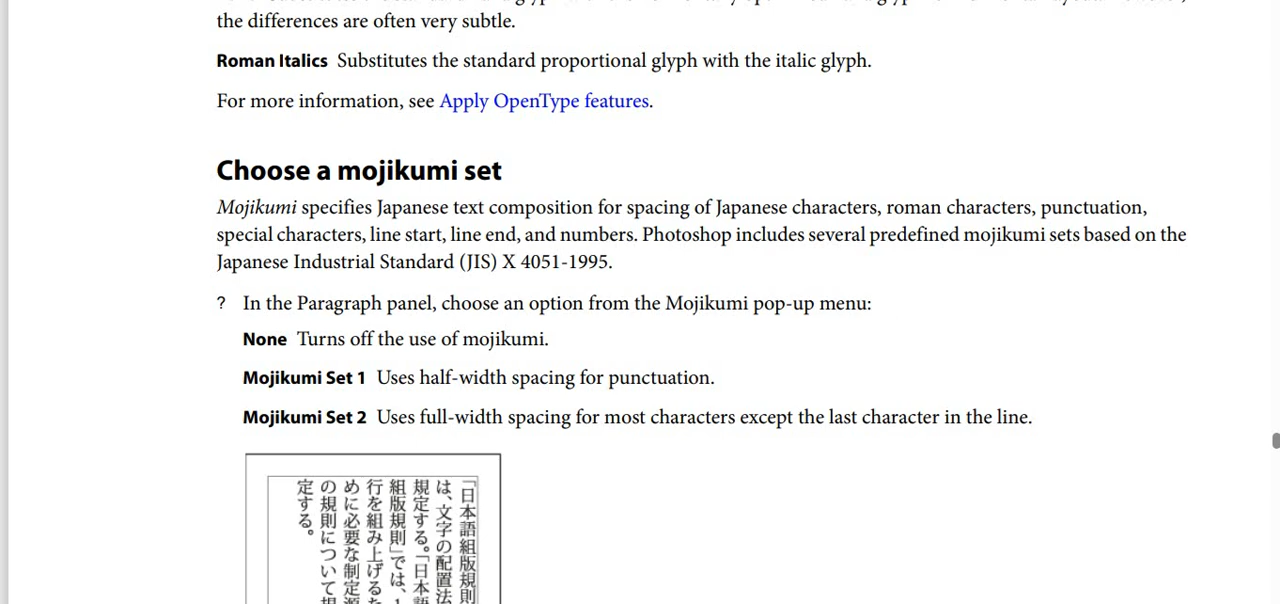 the differences are often very subtle.
Roman Italics Substitutes the standard proportional glyph with the italic glyph.
For more information, see Apply OpenType features.
Choose a mojikumi set
Mojikumi specifies Japanese text composition for spacing of Japanese characters, roman characters, punctuation,
special characters, line start, line end, and numbers. Photoshop includes several predefined mojikumi sets based on the
Japanese Industrial Standard (JIS) X 4051-1995.
? In the Paragraph panel, choose an option from the Mojikumi pop-up menu:
None Turns off the use of mojikumi.
Mojikumi Set 1 Uses half-width spacing for punctuation.
Mojikumi Set 2 Uses full-width spacing for most characters except the last character in the line.
「日本語組版規則
は、文字の配置法
規定する。「日本語
組版規則」では、1
行を組み上げるた
めに必要な制定源
の規則について規
定する。